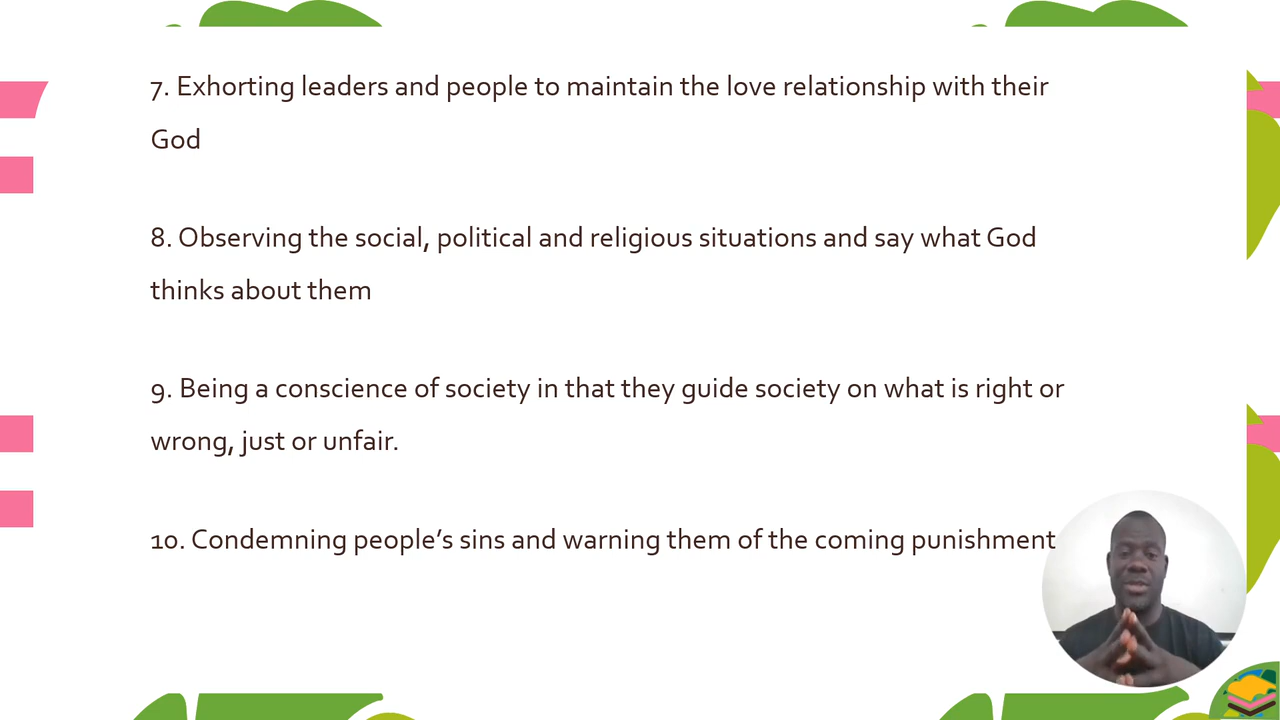 7. Exhorting leaders and people to maintain the love relationship with their
God
8. Observing the social, political and religious situations and say what God
thinks about them
9. Being a conscience of society in that they guide society on what is right or
wrong, just or unfair.
10. Condemning people’s sins and warning them of the coming punishment